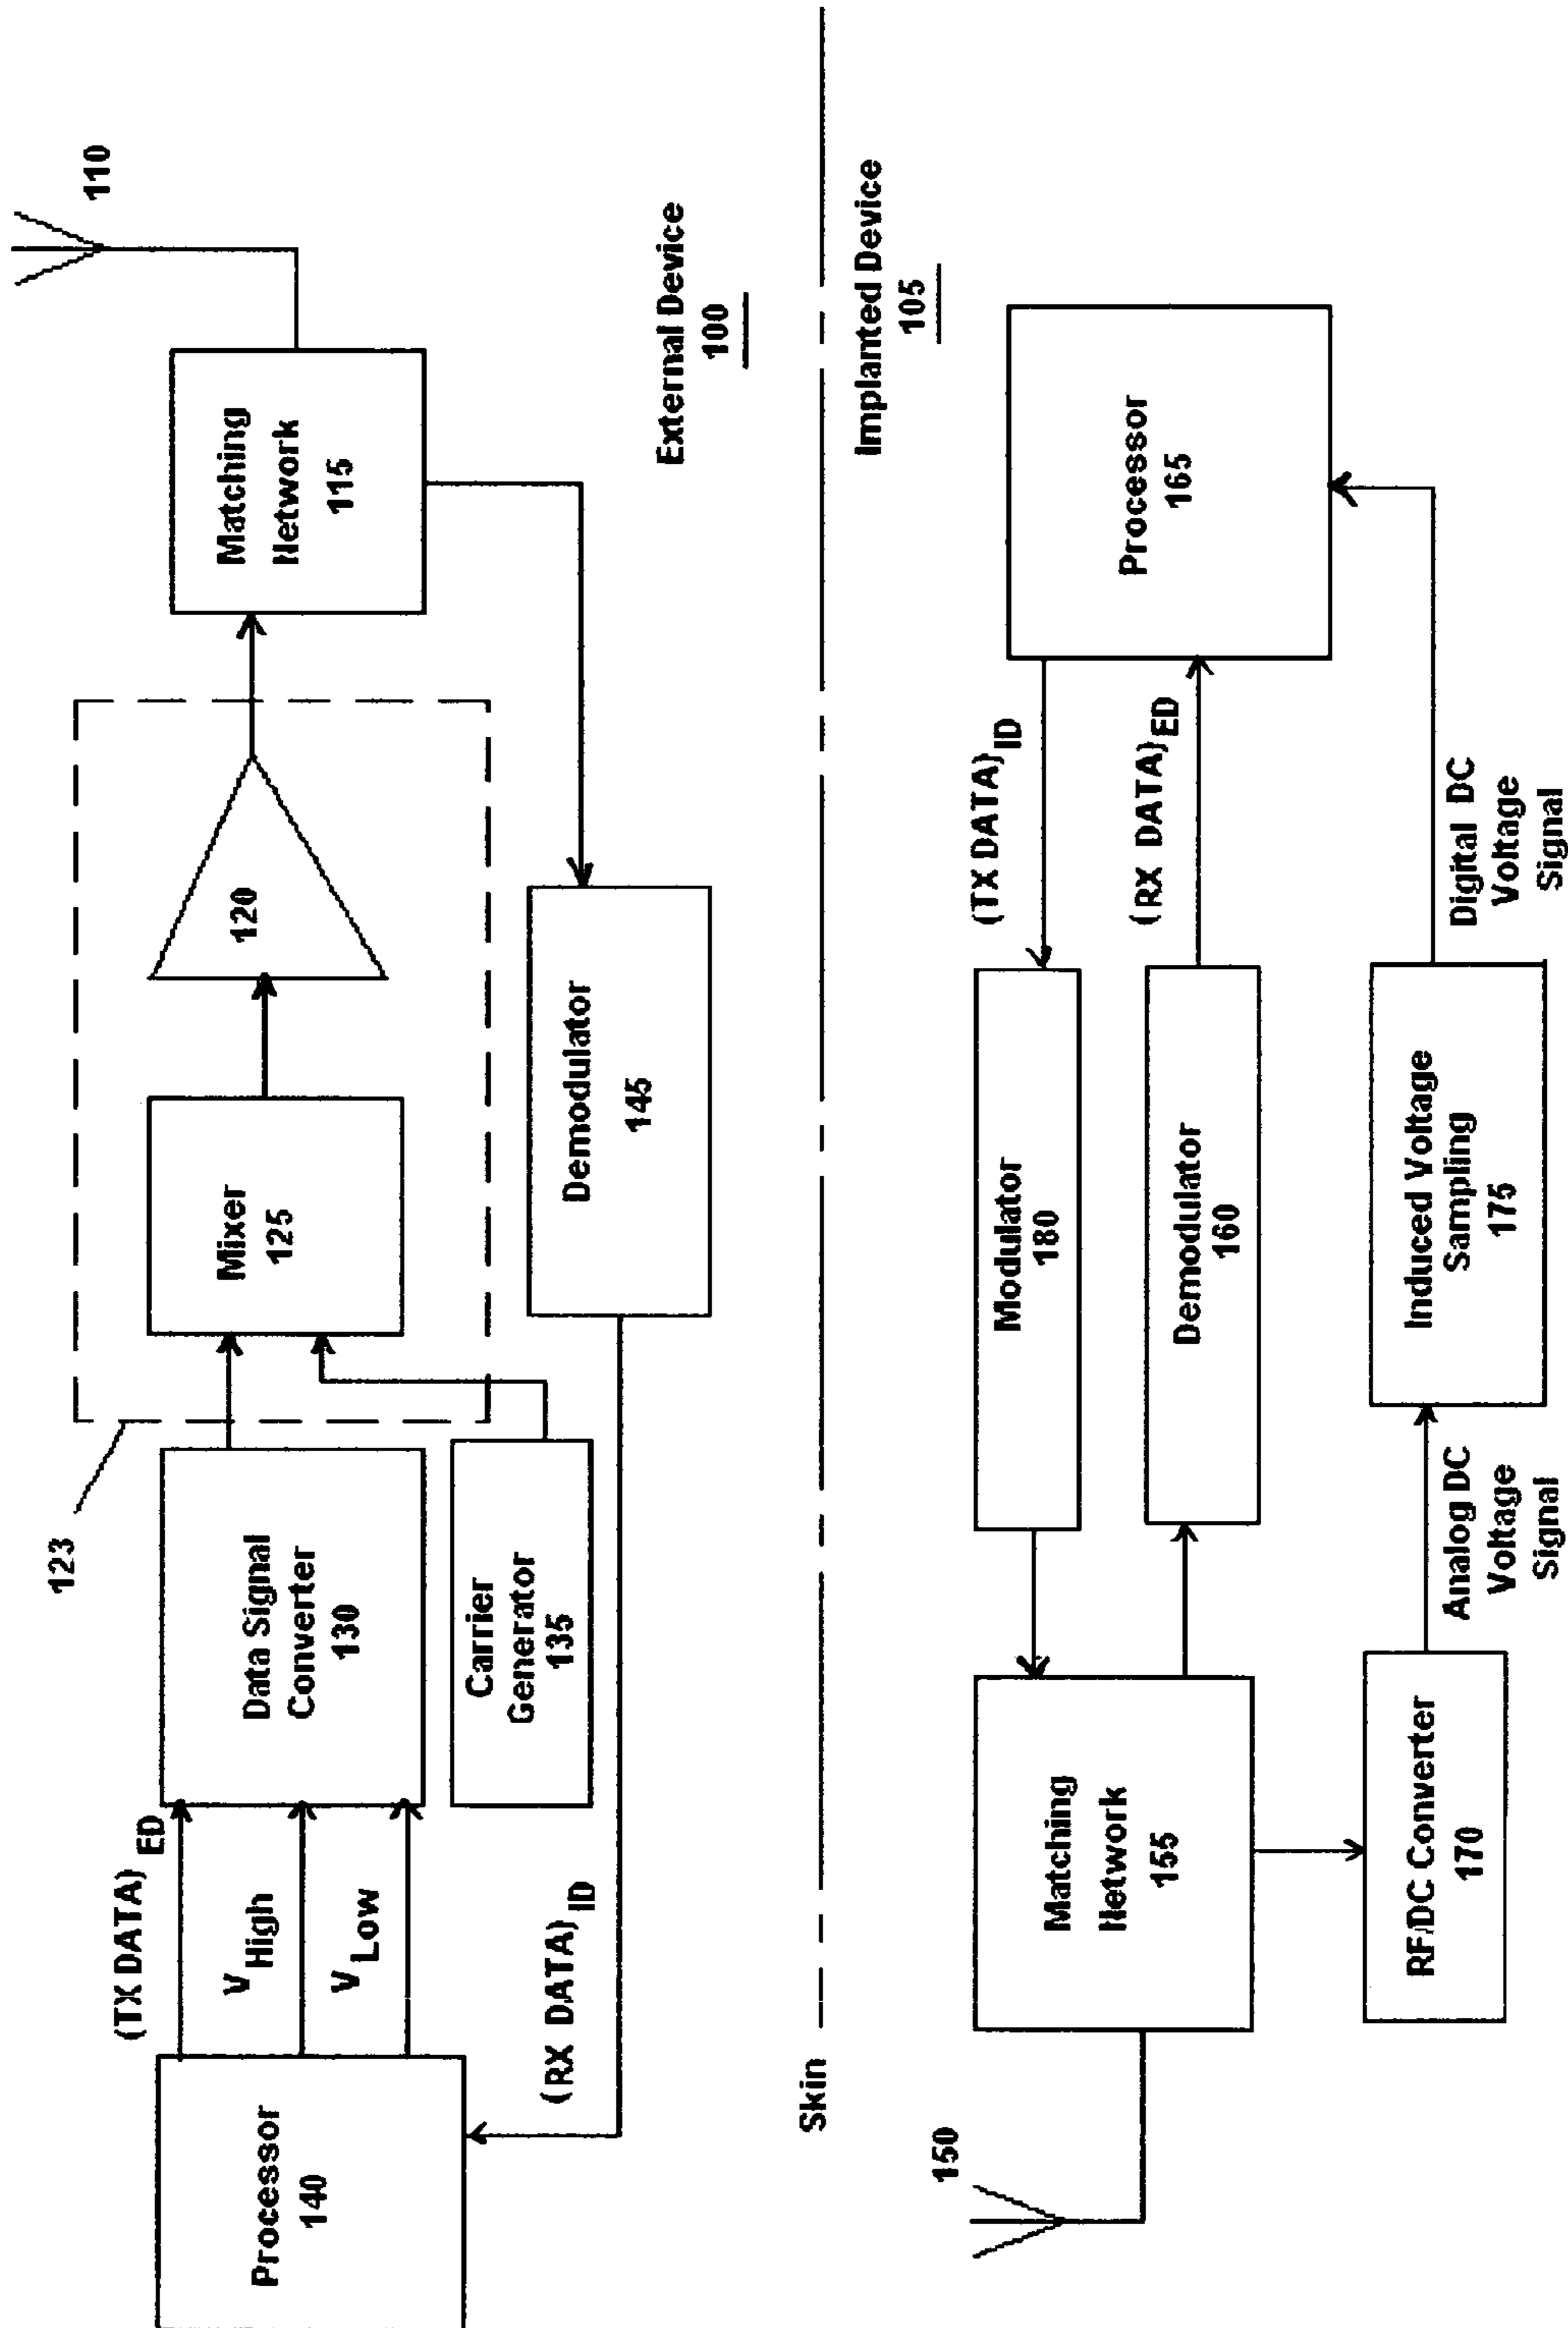 Processor
140
(TX DATA) ED
V High
V Low
(RX DATA) ID
123
Data Signal
Converter
130
Carrier
Generator
135
Mixer
125
120
Demodulator
145
Matching
Network
115
110
External Device
100
Skin
Implanted Device
105
150
Matching
Network
155
RF/DC Converter
170
Analog DC
Voltage
Signal
Modulator
180
Demodulator
160
Induced Voltage
Sampling
175
(TX DATA) ID
(RX DATA) ED
Digital DC
Voltage
Signal
Processor
165